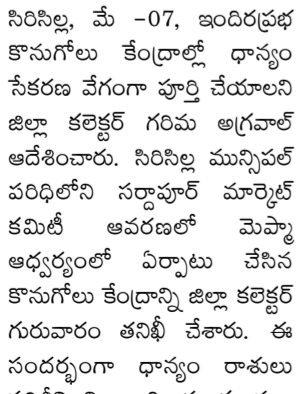 సిరిసిల్ల, మే –07, ఇందిరప్రభ
కొనుగోలు కేంద్రాల్లో ధాన్యం
సేకరణ వేగంగా పూర్తి చేయాలని
జిల్లా కలెక్టర్ గరిమ అగ్రవాల్
ఆదేశించారు. సిరిసిల్ల మున్సిపల్
పరిధిలోని సర్దాపూర్ మార్కెట్
కమిటీ ఆవరణలో మెప్మా
ఆధ్వర్యంలో ఏర్పాటు చేసిన
కొనుగోలు కేంద్రాన్ని జిల్లా కలెక్టర్
గురువారం తనిఖీ చేశారు. ఈ
సందర్భంగా ధాన్యం రాశులు